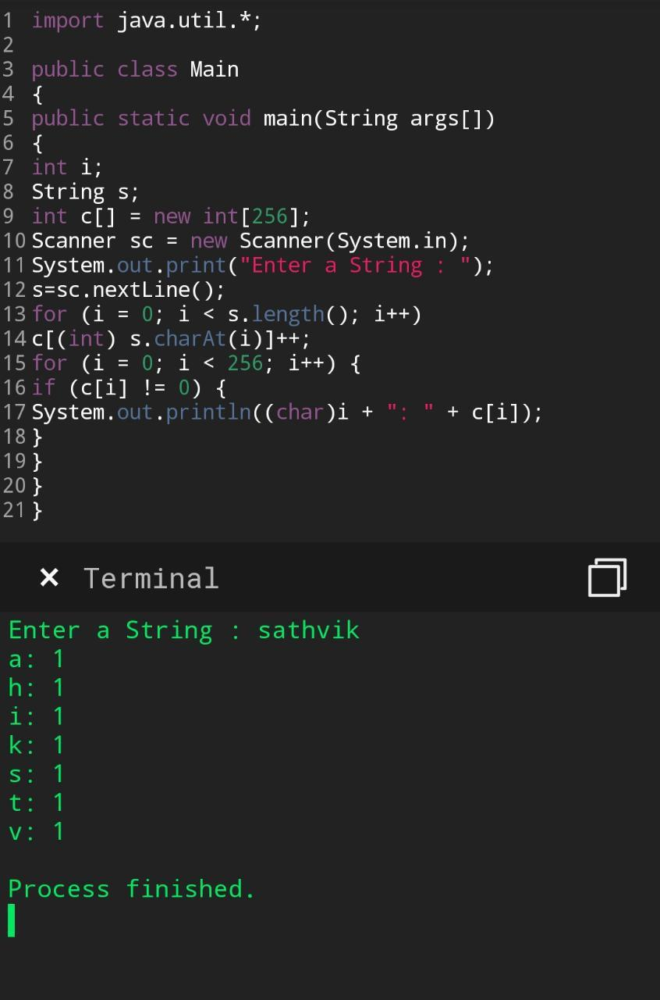 1 import java.util.*;
2
3 public class Main
4 {
5 public static void main(String args[])
6 {
7 int i;
8 String s;
9 int c[] = new int[256];
10 Scanner sc = new Scanner(System.in);
11 System.out.print("Enter a String : ");
12 s=sc.nextLine();
13 for (i = 0; i < s.length(); i++)
14 c[(int) s.charAt(i)]++;
15 for (i = 0; i < 256; i++) {
16 if (c[i] != 0) {
17 System.out.println((char)i + ": " + c[i]);
18 }
19 }
20 }
21 }
× Terminal
Enter a String : sathvik
a: 1
h: 1
i: 1
k: 1
s: 1
t: 1
v: 1
Process finished.